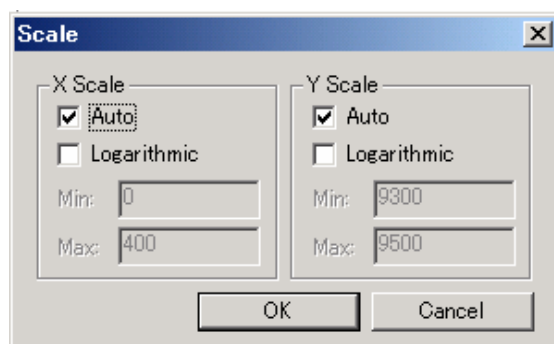 Scale
X Scale
Auto
Logarithmic
Min: 0
Max: 400
Y Scale
Auto
Logarithmic
Min: 9300
Max: 9500
OK Cancel